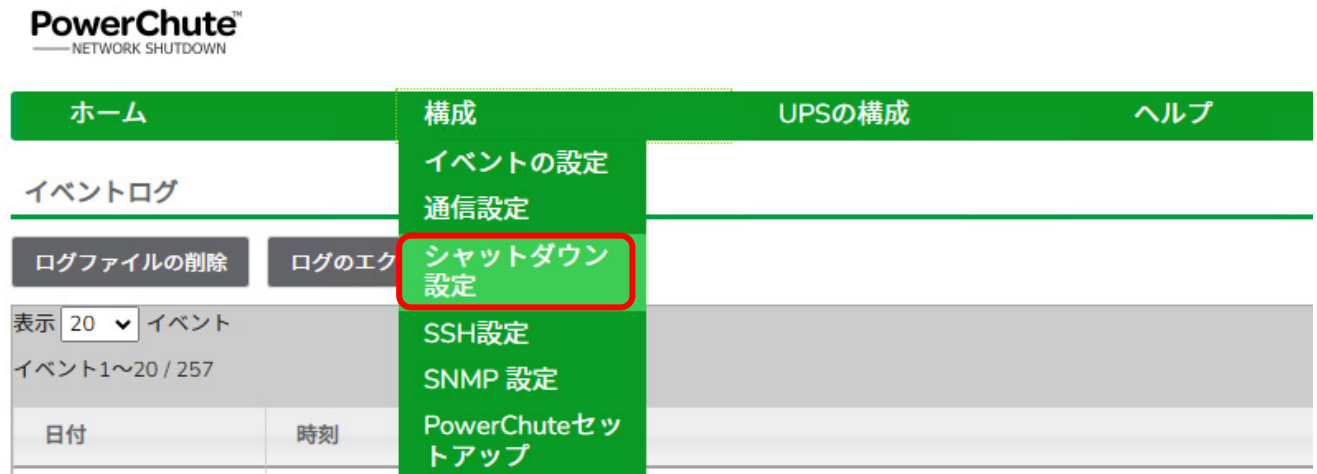 PowerChute™
NETWORK SHUTDOWN
ホーム
構成
UPSの構成
ヘルプ
イベントの設定
通信設定
シャットダウン
設定
SSH設定
SNMP 設定
PowerChuteセッ
トアップ
イベントログ
ログファイルの削除
ログのエク
表示 20 イベント
イベント1～20 / 257
日付
時刻